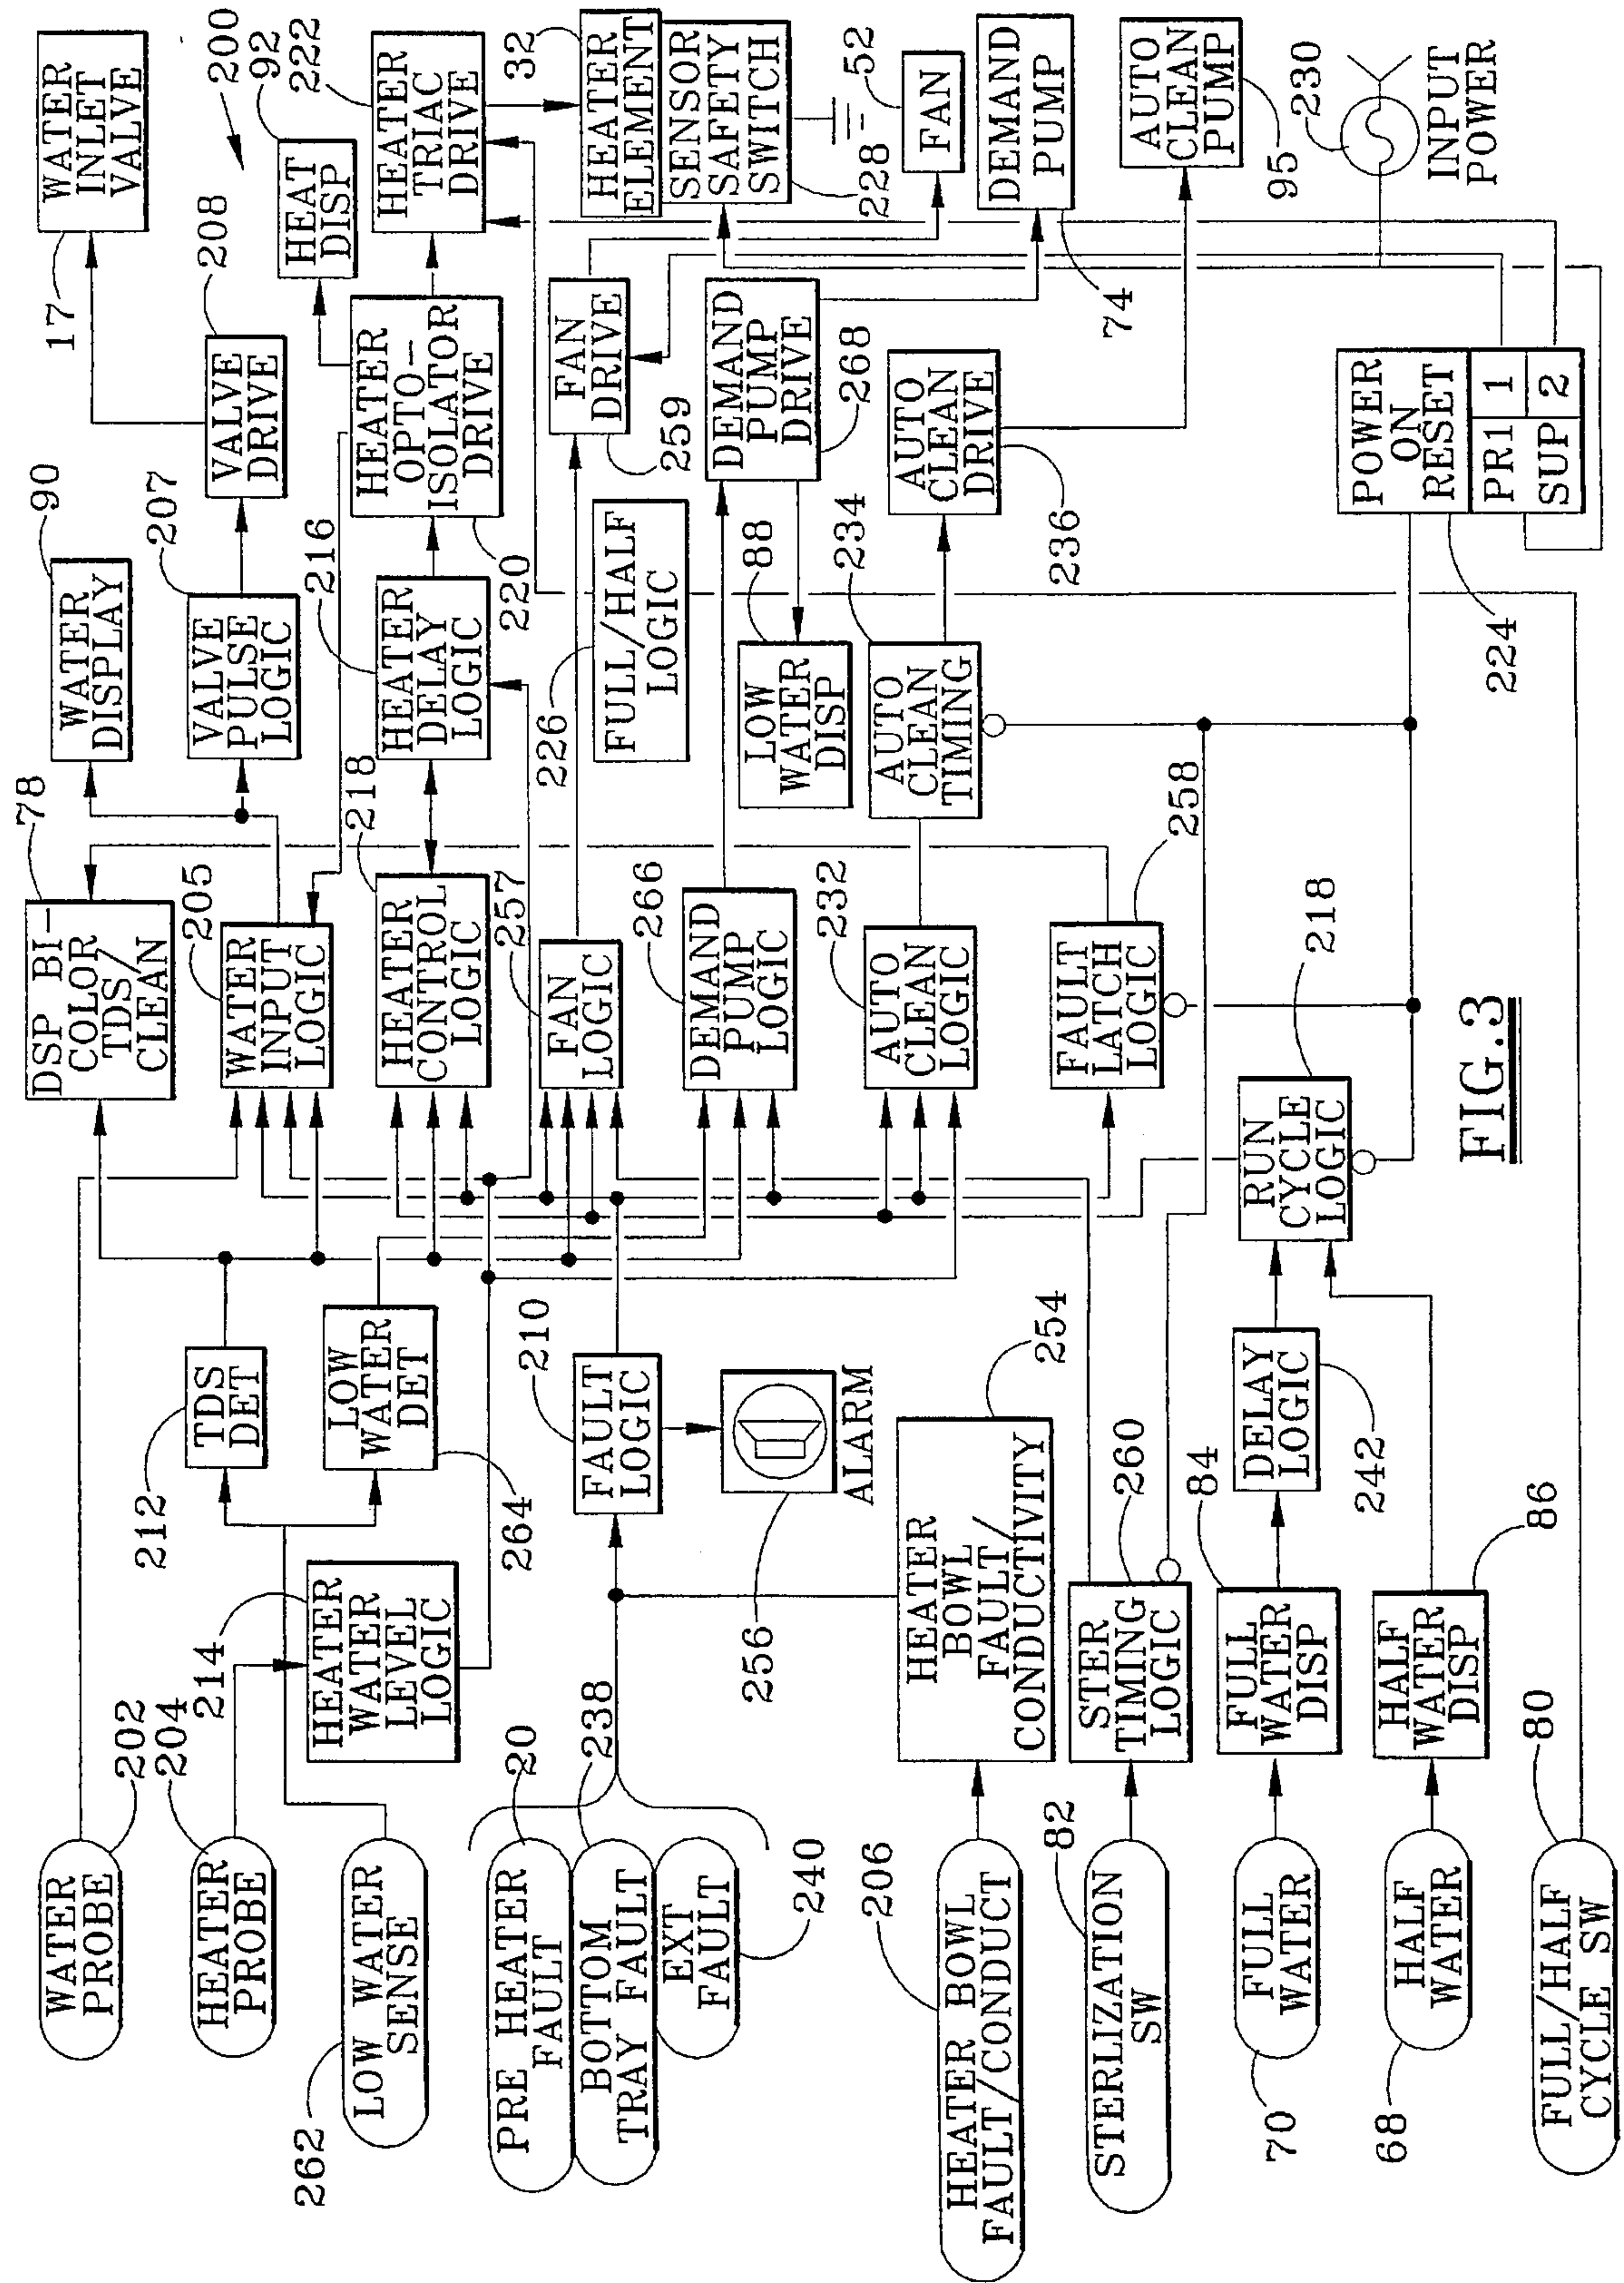 WATER
PROBE
202
HEATER
PROBE
204
LOW WATER
SENSE
262
PRE HEATER
FAULT
20
BOTTOM
TRAY FAULT
238
EXT
FAULT
240
HEATER BOWL
FAULT/CONDUCT
206
STERLIZATION
SW
82
FULL
WATER
70
HALF
WATER
68
FULL/HALF
CYCLE SW
80
HEATER
WATER
LEVEL
LOGIC
214
TDS
DET
212
LOW
WATER
DET
264
FAULT
LOGIC
210
ALARM
256
HEATER
BOWL
FAULT/
CONDUCTIVITY
254
STER
TIMING
LOGIC
260
FULL
WATER
DISP
84
HALF
WATER
DISP
86
DELAY
LOGIC
242
RUN
CYCLE
LOGIC
218
DSP BI-
COLOR
TDS/
CLEAN
78
WATER
INPUT
LOGIC
205
HEATER
CONTROL
LOGIC
218
FAN
LOGIC
257
DEMAND
PUMP
LOGIC
266
AUTO
CLEAN
LOGIC
232
FAULT
LATCH
LOGIC
258
WATER
DISPLAY
90
VALVE
PULSE
LOGIC
207
HEATER
DELAY
LOGIC
216
FULL/HALF
LOGIC
226
LOW
WATER
DISP
88
AUTO
CLEAN
TIMING
234
VALVE
DRIVE
208
HEATER
OPTO-
ISOLATOR
DRIVE
220
FAN
DRIVE
259
DEMAND
PUMP
DRIVE
268
AUTO
CLEAN
DRIVE
236
POWER
ON
RESET
PR1 1
SUP 2
224
WATER
INLET
VALVE
17
200
HEAT
DISP
92
HEATER
TRIAC
DRIVE
222
HEATER
ELEMENT
32
SENSOR
SAFETY
SWITCH
228
FAN
52
DEMAND
PUMP
74
AUTO
CLEAN
PUMP
95
230
INPUT
POWER
FIG.3